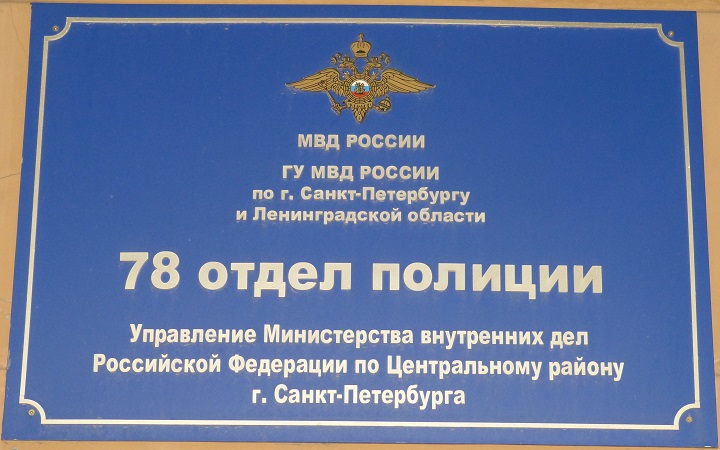 МВД РОССИИ
ГУ МВД РОССИИ
по г. Санкт-Петербургу
и Ленинградской области
78 отдел полиции
Управление Министерства внутренних дел
Российской Федерации по Центральному району
г. Санкт-Петербурга